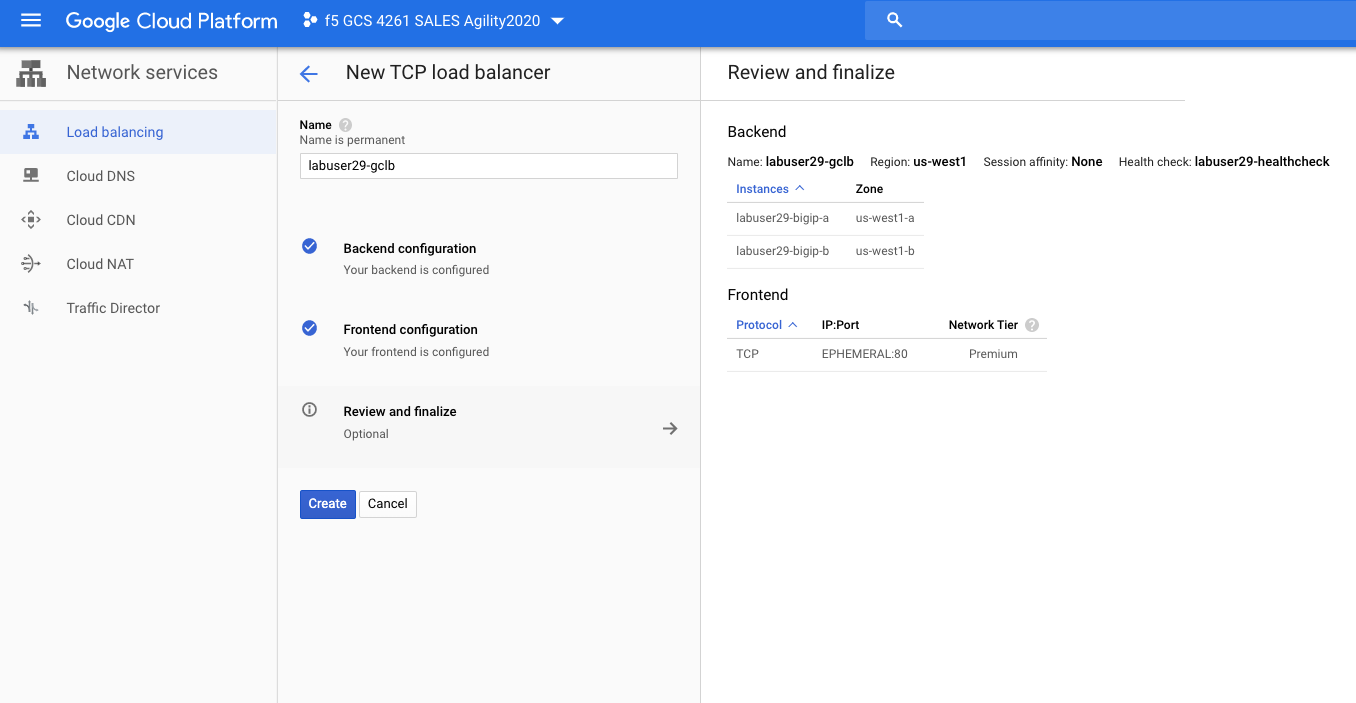 Google Cloud Platform
f5 GCS 4261 SALES Agility2020
Network services
Load balancing
Cloud DNS
Cloud CDN
Cloud NAT
Traffic Director
New TCP load balancer
Name ?
Name is permanent
labuser29-gclb
Backend configuration
Your backend is configured
Frontend configuration
Your frontend is configured
Review and finalize
Optional
Create Cancel
Review and finalize
Backend
Name: labuser29-gclb Region: us-west1 Session affinity: None Health check: labuser29-healthcheck
Instances Zone
labuser29-bigip-a us-west1-a
labuser29-bigip-b us-west1-b
Frontend
Protocol IP:Port Network Tier ?
TCP EPHEMERAL:80 Premium